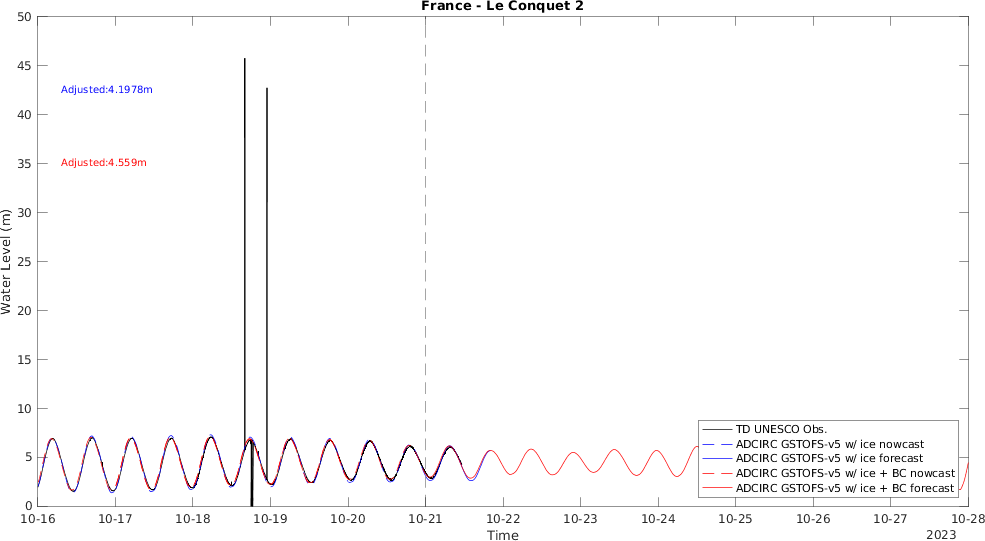 France - Le Conquet 2
50
45
40
35
30
25
20
15
10
5
0
Water Level (m)
Adjusted:4.1978m
Adjusted:4.559m
TD UNESCO Obs.
ADCIRC GSTOFS-v5 w/ ice nowcast
ADCIRC GSTOFS-v5 w/ ice forecast
ADCIRC GSTOFS-v5 w/ ice + BC nowcast
ADCIRC GSTOFS-v5 w/ ice + BC forecast
10-16 10-17 10-18 10-19 10-20 10-21 10-22 10-23 10-24 10-25 10-26 10-27 10-28
Time
2023